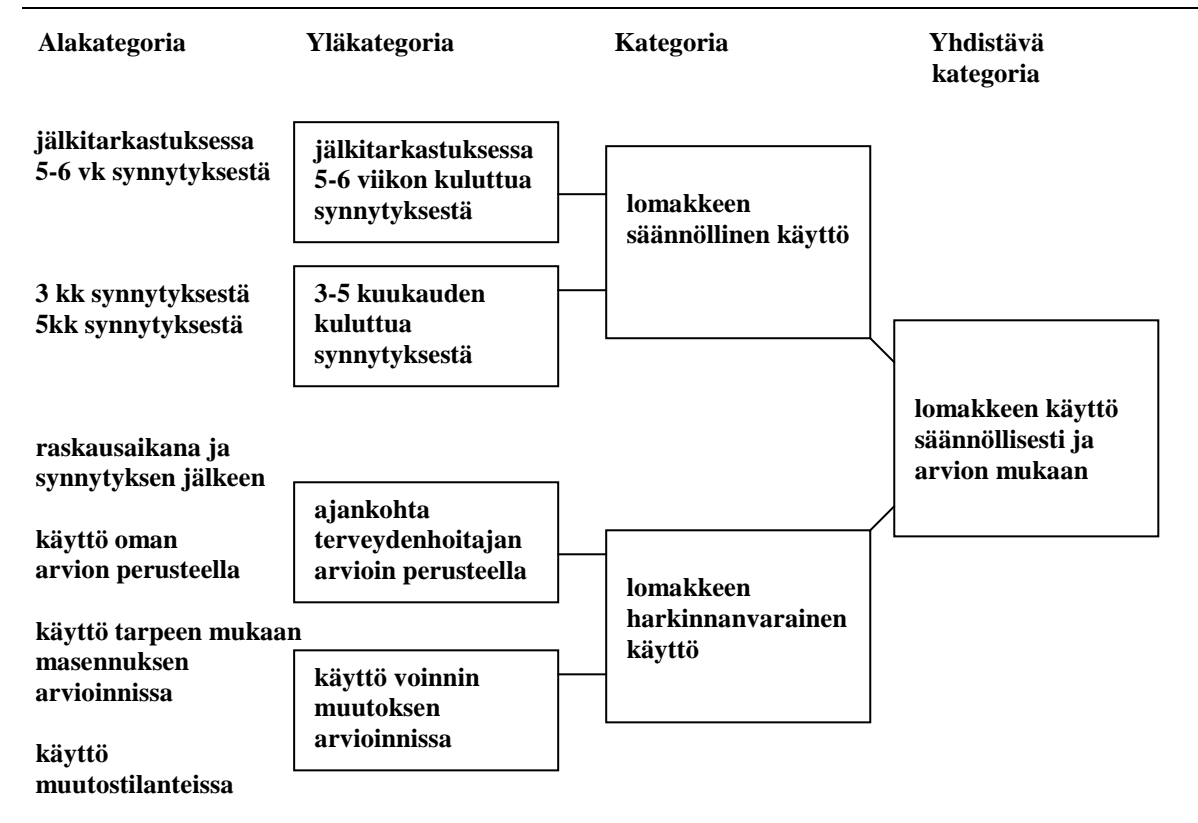 Alakategoria
Yläkategoria
Kategoria
Yhdistävä
kategoria
jälkitarkastuksessa
5-6 vk synnytyksestä
3 kk synnytyksestä
5kk synnytyksestä
raskausaikana ja
synnytyksen jälkeen
käyttö oman
arvion perusteella
käyttö tarpeen mukaan
masennuksen
arvioinnissa
käyttö
muutostilanteissa
jälkitarkastuksessa
5-6 viikon kuluttua
synnytyksestä
3-5 kuukauden
kuluttua
synnytyksestä
ajankohta
terveydenhoitajan
arvioin perusteella
käyttö voinnin
muutoksen
arvioinnissa
lomakkeen
säännöllinen käyttö
lomakkeen
harkinnanvarainen
käyttö
lomakkeen käyttö
säännöllisesti ja
arvion mukaan